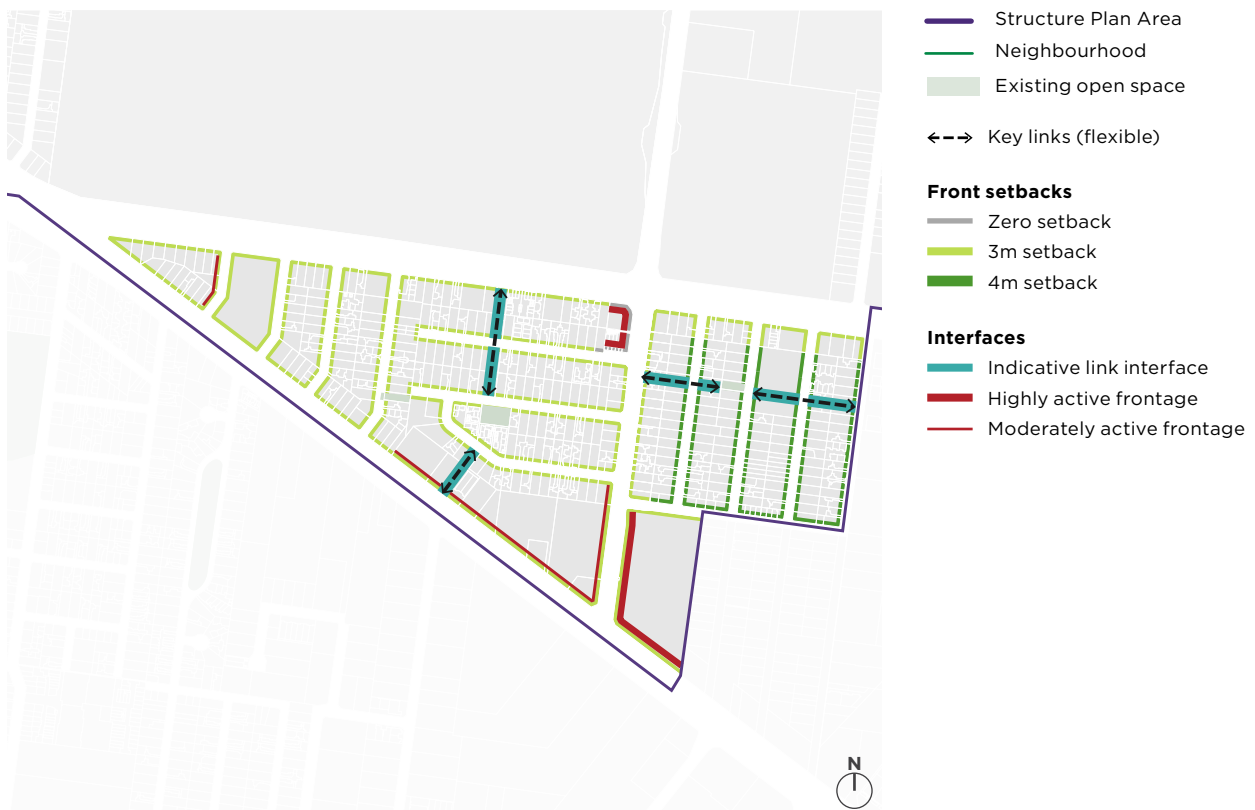 Structure Plan Area
Neighbourhood
Existing open space
Key links (flexible)
Front setbacks
Zero setback
3m setback
4m setback
Interfaces
Indicative link interface
Highly active frontage
Moderately active frontage
N